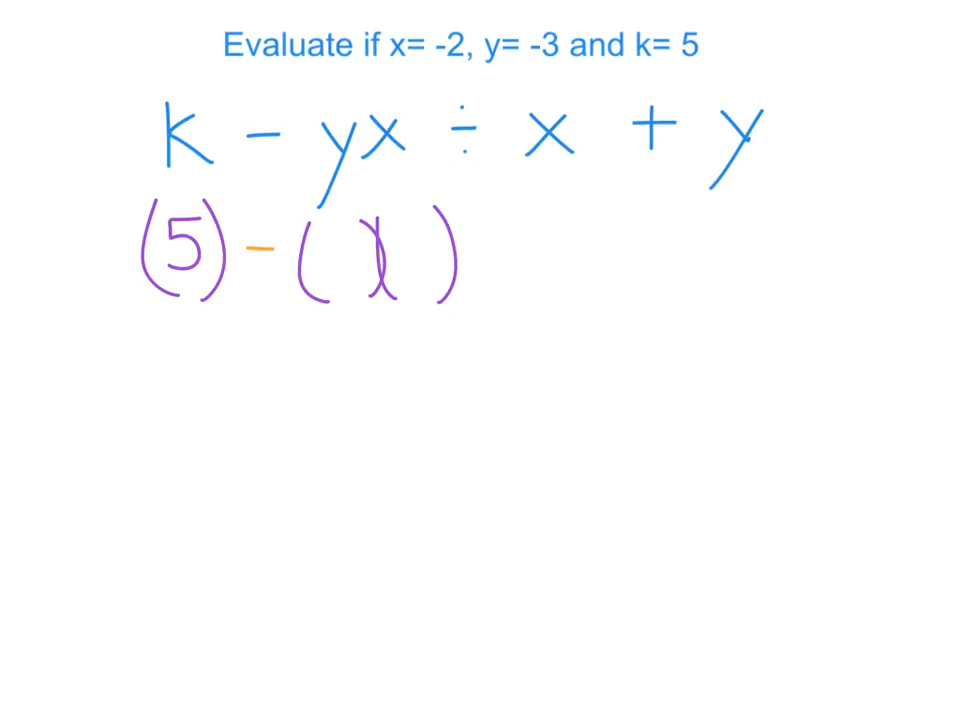 Evaluate if x= -2, y= -3 and k= 5
k - yx ÷ x + y
(5) - ( )( )